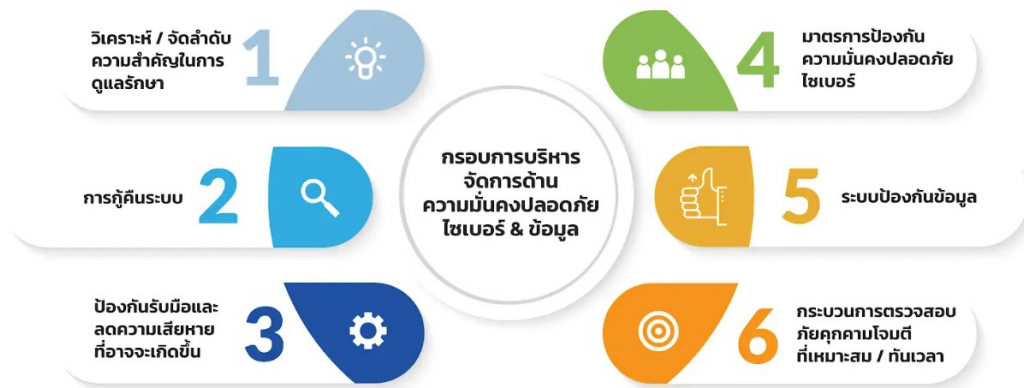 วิเคราะห์ / จัดลำดับ
ความสำคัญในการ
ดูแลรักษา
1
การกู้คืนระบบ
2
ป้องกันรับมือและ
ลดความเสียหาย
ที่อาจจะเกิดขึ้น
3
กรอบการบริหาร
จัดการด้าน
ความมั่นคงปลอดภัย
ไซเบอร์ & ข้อมูล
4
มาตรการป้องกัน
ความมั่นคงปลอดภัย
ไซเบอร์
5
ระบบป้องกันข้อมูล
6
กระบวนการตรวจสอบ
ภัยคุกคามโจมตี
ที่เหมาะสม / ทันเวลา